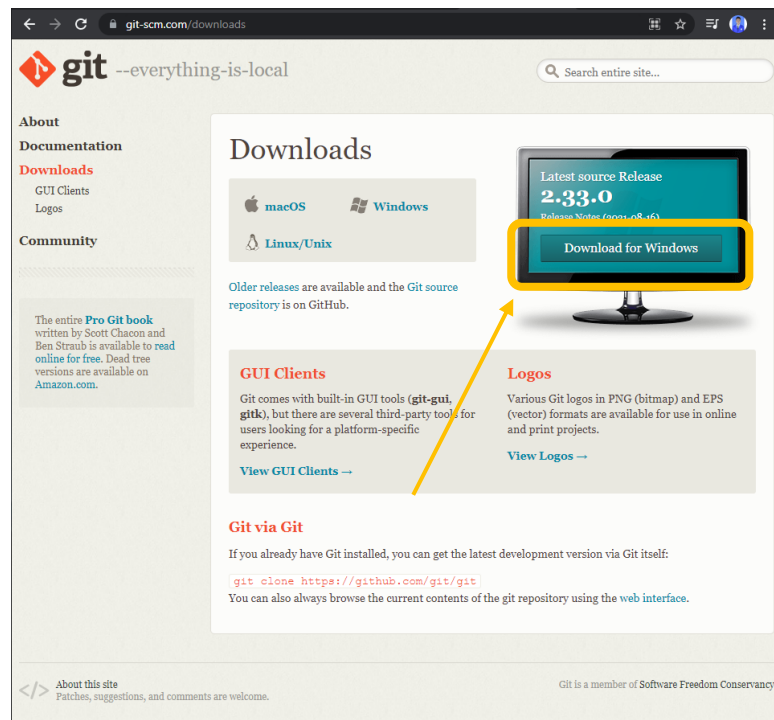 git-scm.com/downloads
git --everything-is-local
Search entire site...
About
Documentation
Downloads
GUI Clients
Logos
Community
The entire Pro Git book
written by Scott Chacon and
Ben Straub is available to read
online for free. Dead tree
versions are available on
Amazon.com.
Downloads
macOS
Windows
Linux/Unix
Older releases are available and the Git source
repository is on GitHub.
Latest source Release
2.33.0
Release Notes (2021-08-16)
Download for Windows
GUI Clients
Git comes with built-in GUI tools (git-gui,
gitk), but there are several third-party tools for
users looking for a platform-specific
experience.
View GUI Clients →
Logos
Various Git logos in PNG (bitmap) and EPS
(vector) formats are available for use in online
and print projects.
View Logos →
Git via Git
If you already have Git installed, you can get the latest development version via Git itself:
git clone https://github.com/git/git
You can also always browse the current contents of the git repository using the web interface.
</> About this site
Patches, suggestions, and comments are welcome.
Git is a member of Software Freedom Conservancy